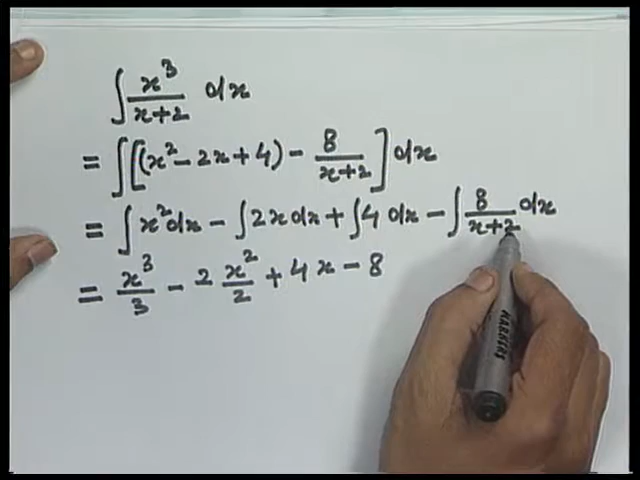 ∫ x³/(x+2) dx
= ∫[(x² - 2x + 4) - 8/(x+2)] dx
= ∫x² dx - ∫2x dx + ∫4 dx - ∫ 8/(x+2) dx
= x³/3 - 2 x²/2 + 4x - 8